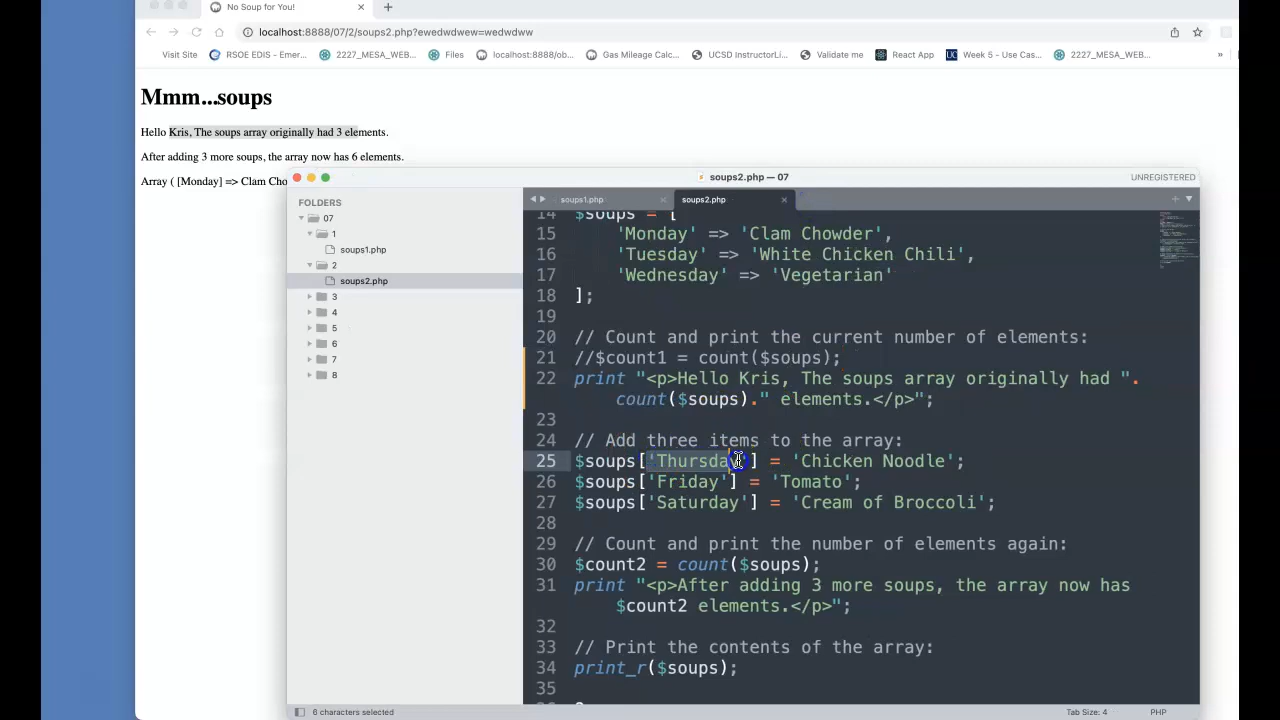 No Soup for You!
localhost:8888/07/2/soups2.php?ewedwdwew=wedwdww
Visit Site
RSOE EDIS - Emer...
2227_MESA_WEB...
Files
localhost:8888/ob...
Gas Mileage Calc...
UCSD InstructorLi...
Validate me
React App
Week 5 - Use Cas...
2227_MESA_WEB...
»
Mmm...soups
Hello Kris, The soups array originally had 3 elements.
After adding 3 more soups, the array now has 6 elements.
Array ( [Monday] => Clam Cho
soups2.php — 07
UNREGISTERED
FOLDERS
07
1
soups1.php
2
soups2.php
3
4
5
6
7
8
soups1.php
soups2.php
14 $soups = [
15 'Monday' => 'Clam Chowder',
16 'Tuesday' => 'White Chicken Chili',
17 'Wednesday' => 'Vegetarian'
18 ];
19
20 // Count and print the current number of elements:
21 //$count1 = count($soups);
22 print "<p>Hello Kris, The soups array originally had ".
count($soups)." elements.</p>";
23
24 // Add three items to the array:
25 $soups['Thursday'] = 'Chicken Noodle';
26 $soups['Friday'] = 'Tomato';
27 $soups['Saturday'] = 'Cream of Broccoli';
28
29 // Count and print the number of elements again:
30 $count2 = count($soups);
31 print "<p>After adding 3 more soups, the array now has
$count2 elements.</p>";
32
33 // Print the contents of the array:
34 print_r($soups);
35
6 characters selected
Tab Size: 4
PHP